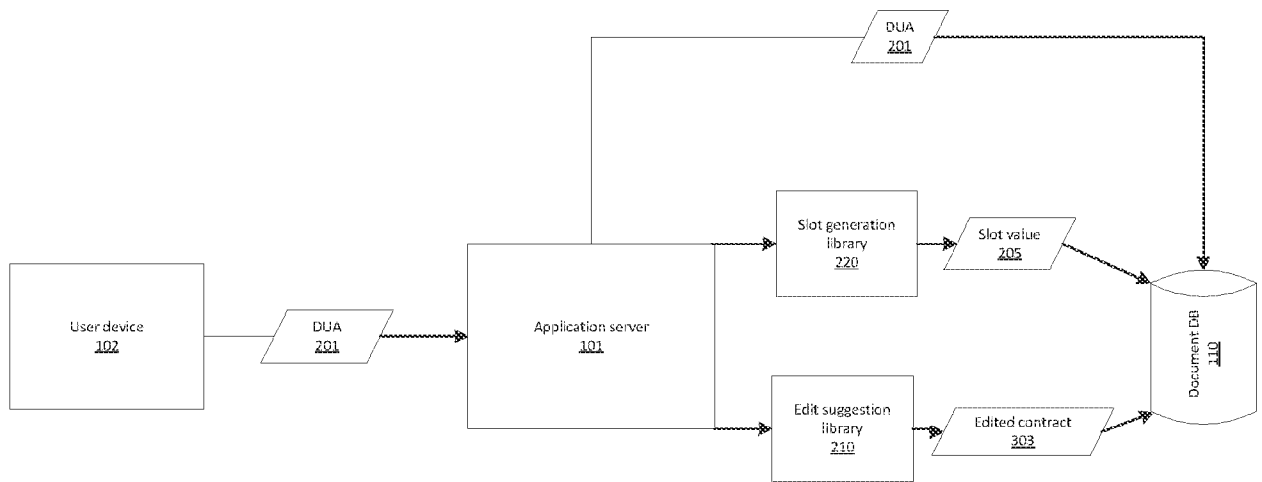 DUA
201
Slot generation
library
220
Slot value
205
User device
102
DUA
201
Application server
101
Document DB
110
Edit suggestion
library
210
Edited contract
303